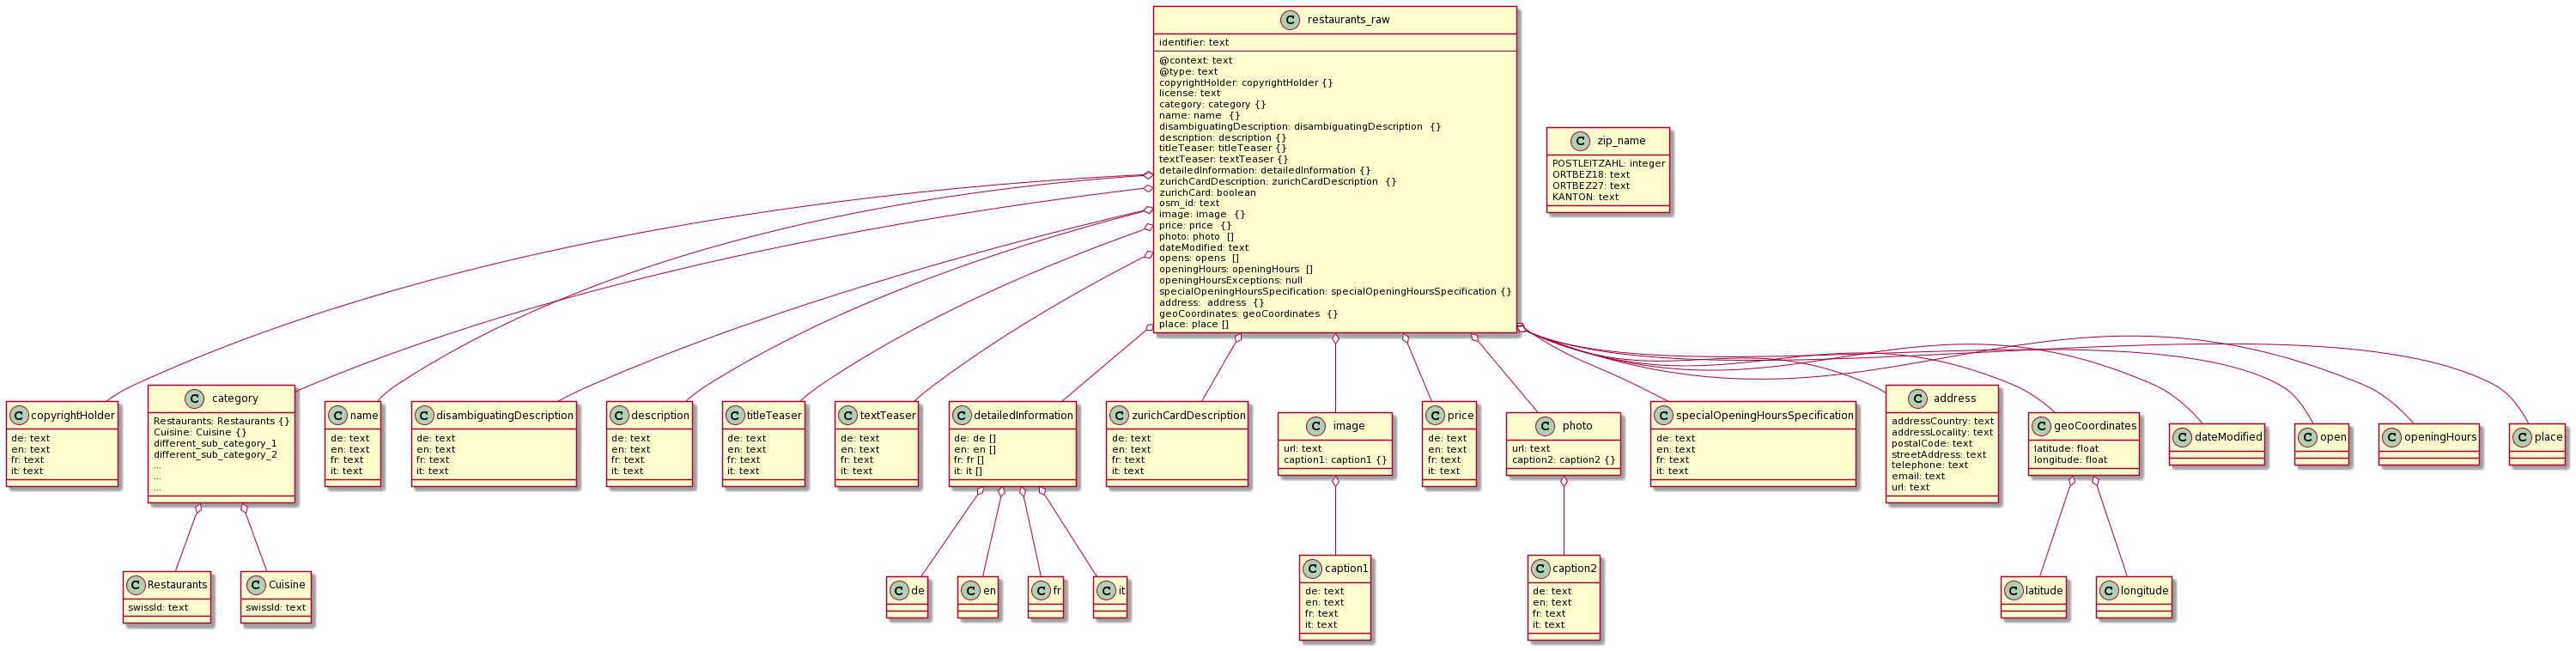 C restaurants_raw
identifier: text
@context: text
@type: text
copyrightHolder: copyrightHolder {}
license: text
category: category {}
name: name {}
disambiguatingDescription: disambiguatingDescription {}
description: description {}
titleTeaser: titleTeaser {}
textTeaser: textTeaser {}
detailedInformation: detailedInformation {}
zurichCardDescription: zurichCardDescription {}
zurichCard: boolean
osm_id: text
image: image {}
price: price {}
photo: photo []
dateModified: text
opens: opens []
openingHours: openingHours []
openingHoursExceptions: null
specialOpeningHoursSpecification: specialOpeningHoursSpecification {}
address: address {}
geoCoordinates: geoCoordinates {}
place: place []
C zip_name
POSTLEITZAHL: integer
ORTBEZ18: text
ORTBEZ27: text
KANTON: text
C copyrightHolder
de: text
en: text
fr: text
it: text
C category
Restaurants: Restaurants {}
Cuisine: Cuisine {}
different_sub_category_1
different_sub_category_2
...
...
...
C name
de: text
en: text
fr: text
it: text
C disambiguatingDescription
de: text
en: text
fr: text
it: text
C description
de: text
en: text
fr: text
it: text
C titleTeaser
de: text
en: text
fr: text
it: text
C textTeaser
de: text
en: text
fr: text
it: text
C detailedInformation
de: de []
en: en []
fr: fr []
it: it []
C zurichCardDescription
de: text
en: text
fr: text
it: text
C image
url: text
caption1: caption1 {}
C price
de: text
en: text
fr: text
it: text
C photo
url: text
caption2: caption2 {}
C specialOpeningHoursSpecification
de: text
en: text
fr: text
it: text
C address
addressCountry: text
addressLocality: text
postalCode: text
streetAddress: text
telephone: text
email: text
url: text
C geoCoordinates
latitude: float
longitude: float
C dateModified
C open
C openingHours
C place
C Restaurants
swissId: text
C Cuisine
swissId: text
C de
C en
C fr
C it
C caption1
de: text
en: text
fr: text
it: text
C caption2
de: text
en: text
fr: text
it: text
C latitude
C longitude